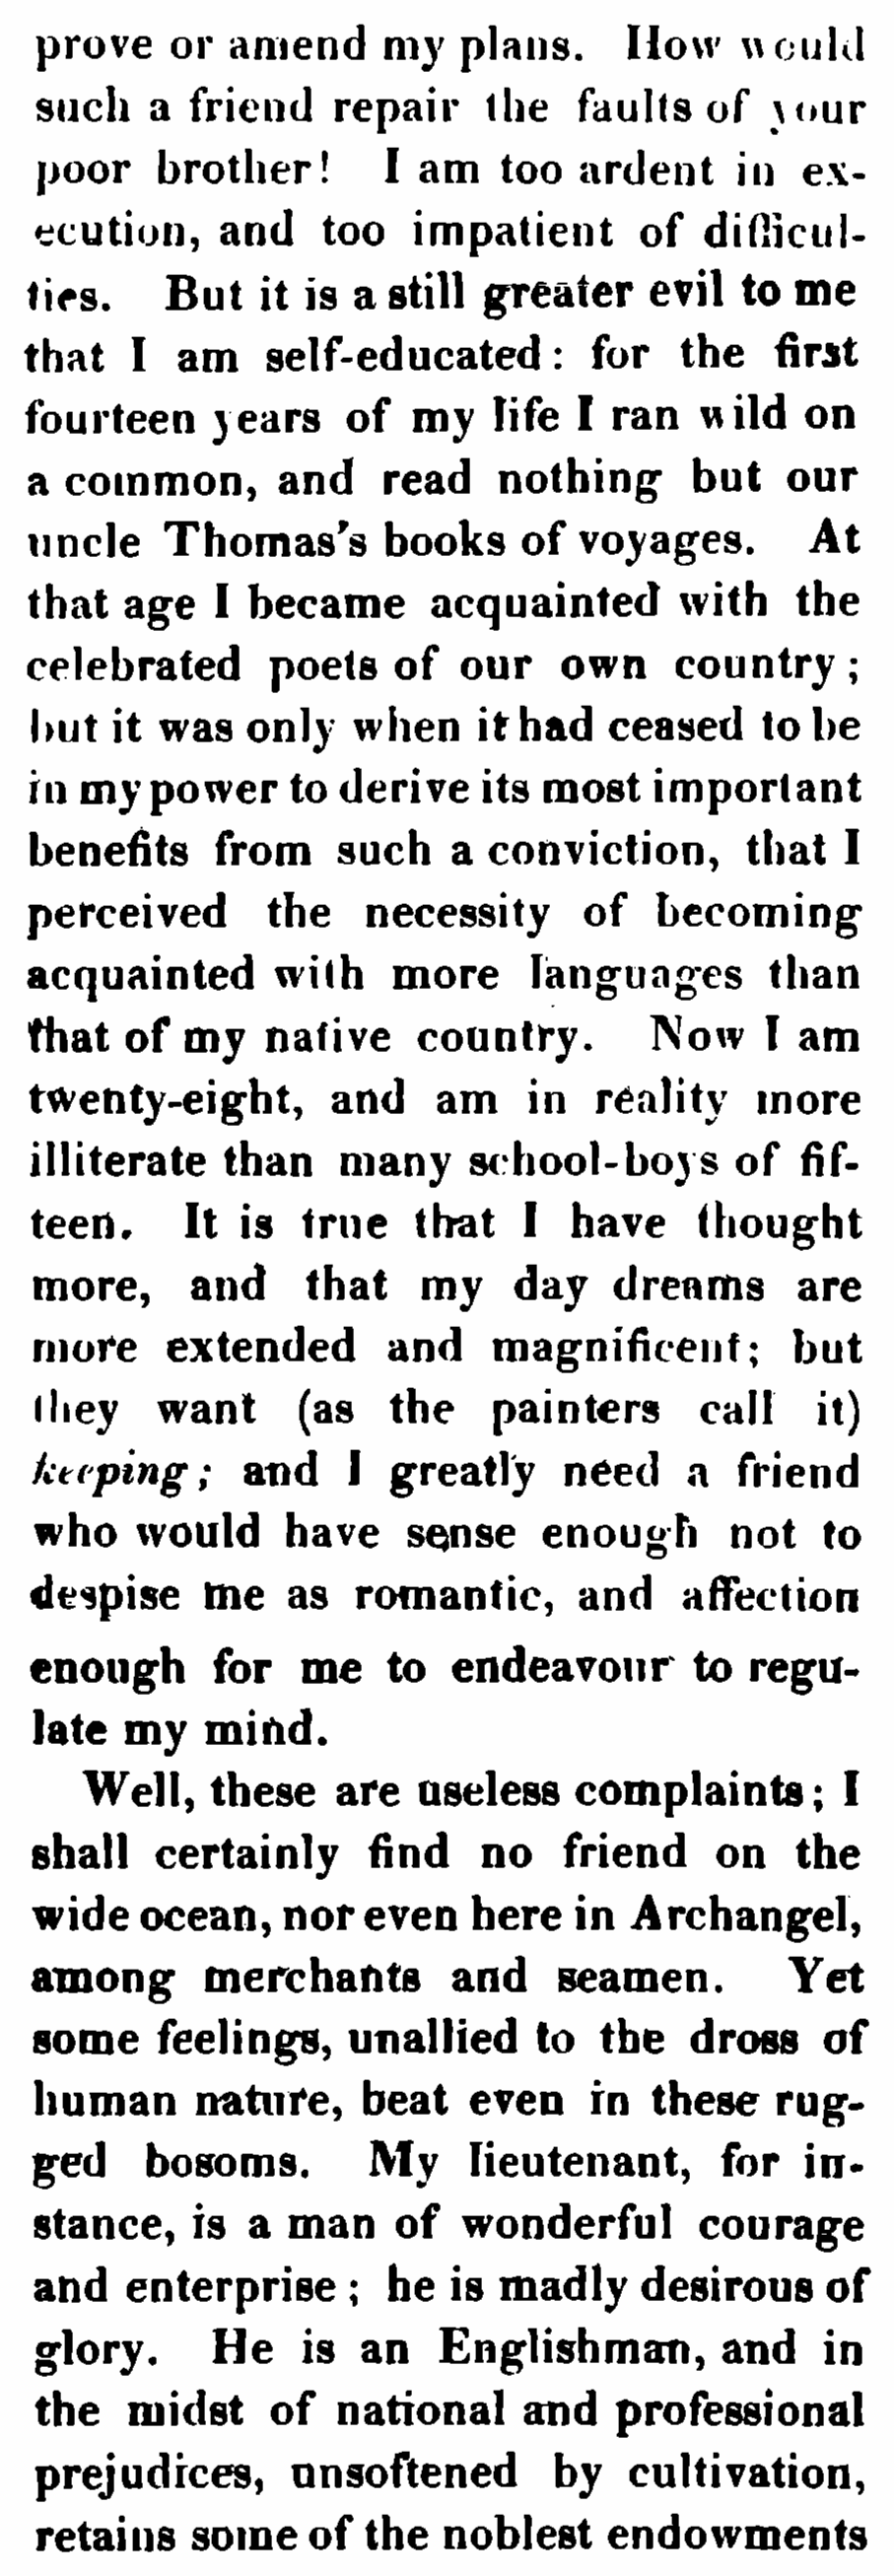 prove or amend my plans. How would
such a friend repair the faults of your
poor brother! I am too ardent in ex-
ecution, and too impatient of difficul-
ties. But it is a still greater evil to me
that I am self-educated: for the first
fourteen years of my life I ran wild on
a common, and read nothing but our
uncle Thomas's books of voyages. At
that age I became acquainted with the
celebrated poets of our own country;
but it was only when it had ceased to be
in my power to derive its most important
benefits from such a conviction, that I
perceived the necessity of becoming
acquainted with more languages than
that of my native country. Now I am
twenty-eight, and am in reality more
illiterate than many school-boys of fif-
teen. It is true that I have thought
more, and that my day dreams are
more extended and magnificent; but
they want (as the painters call it)
keeping; and I greatly need a friend
who would have sense enough not to
despise me as romantic, and affection
enough for me to endeavour to regu-
late my mind.
Well, these are useless complaints; I
shall certainly find no friend on the
wide ocean, nor even here in Archangel,
among merchants and seamen. Yet
some feelings, unallied to the dross of
human nature, beat even in these rug-
ged bosoms. My lieutenant, for in-
stance, is a man of wonderful courage
and enterprise; he is madly desirous of
glory. He is an Englishman, and in
the midst of national and professional
prejudices, unsoftened by cultivation,
retains some of the noblest endowments